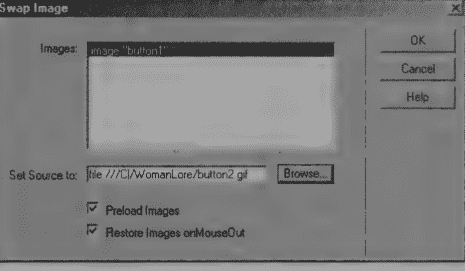 Swap Image
OK
Images: image "button1"
Cancel
Help
Set Source to: file ///C|/WomanLore/button2 gif Browse...
Preload Images
Restore Images onMouseOut